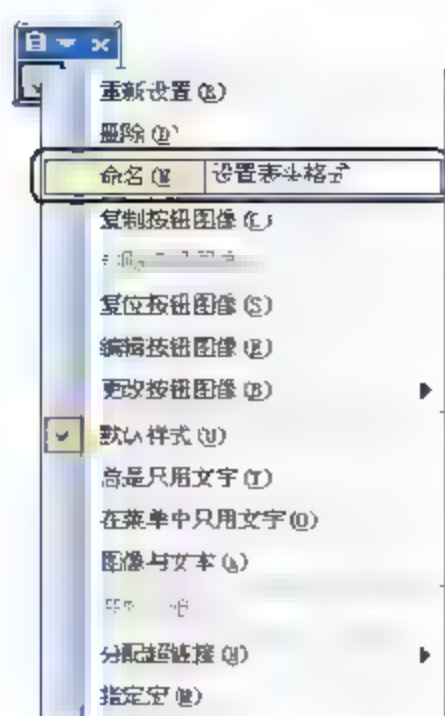 重新设置(R)
删除(D)
命名(N 设置表头格式
复制按钮图像(C)
复位按钮图像(S)
编辑按钮图像(E)
更改按钮图像(B)
默认样式(U)
总是只用文字(T)
在菜单中只用文字(O)
图像与文本(A)
分配超链接(H)
指定宏(M)